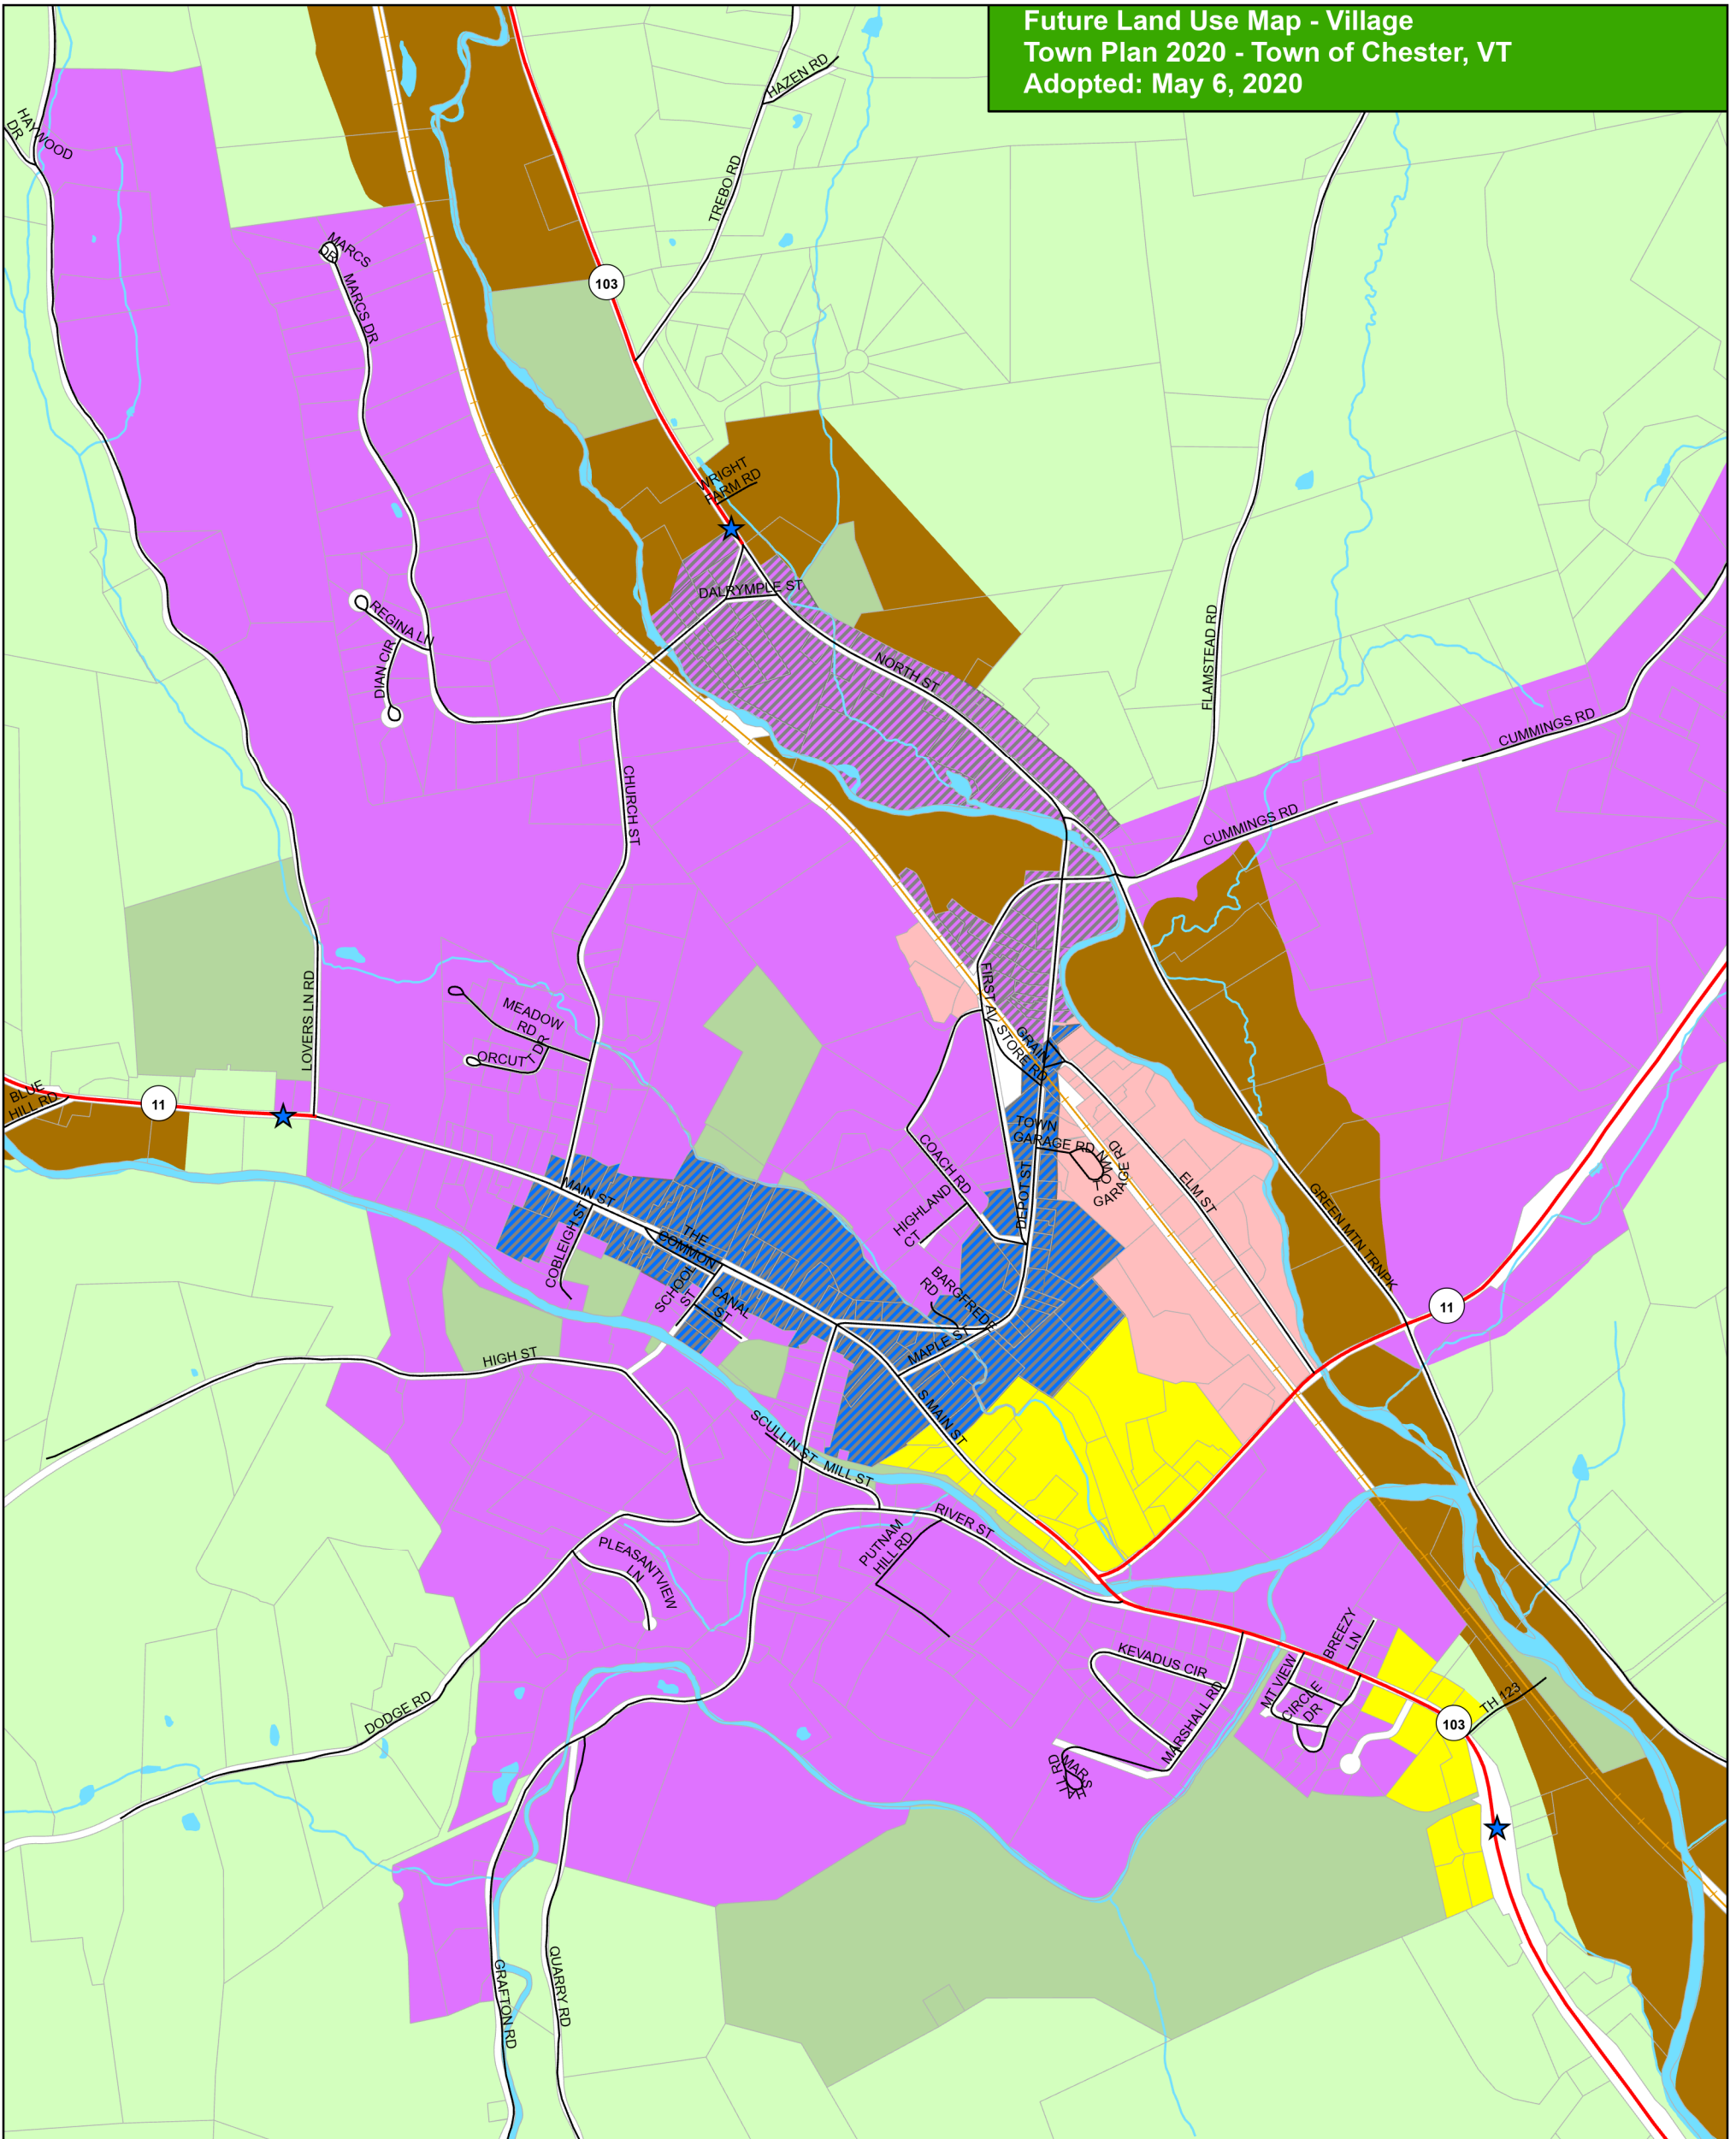 Future Land Use Map - Village
Town Plan 2020 - Town of Chester, VT
Adopted: May 6, 2020
HAZEN RD
HAYWOOD
DR
TREBO RD
MARCS
DR
MARCS DR
103
WRIGHT
FARM RD
DALRYMPLE ST
REGINA LN
DIAN CIR
NORTH ST
FLAMSTEAD RD
CUMMINGS RD
CUMMINGS RD
CHURCH ST
LOVERS LN RD
FIRST AV
MEADOW
RD
ORCUTT DR
GRAIN
STORE RD
BLUE
HILL RD
11
TOWN
GARAGE RD
TOWN
GARAGE RD
COACH RD
ELM ST
MAIN ST
HIGHLAND
CT
DEPOT ST
GREEN MTN TRNPK
COBLEIGH ST
THE
COMMON
SCHOOL
ST
CANAL
ST
BARGFREDE
RD
11
MAPLE ST
HIGH ST
S MAIN ST
SCULLIN ST
MILL ST
RIVER ST
PUTNAM
HILL RD
PLEASANTVIEW
LN
KEVADUS CIR
BREEZY
LN
MT VIEW
CIRCLE
DR
MARSHALL RD
TH 123
103
DODGE RD
MARSHALL RD
QUARRY RD
GRAFTON RD